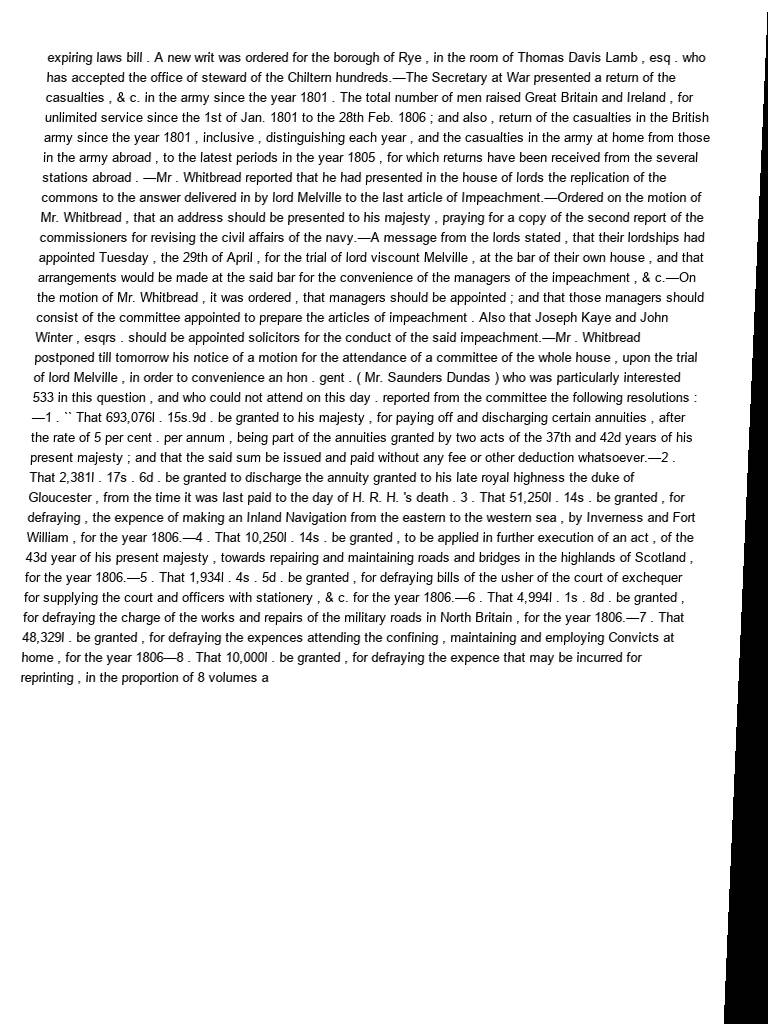 expiring laws bill . A new writ was ordered for the borough of Rye , in the room of Thomas Davis Lamb , esq . who
has accepted the office of steward of the Chiltern hundreds.—The Secretary at War presented a return of the
casualties , & c. in the army since the year 1801 . The total number of men raised Great Britain and Ireland , for
unlimited service since the 1st of Jan. 1801 to the 28th Feb. 1806 ; and also , return of the casualties in the British
army since the year 1801 , inclusive , distinguishing each year , and the casualties in the army at home from those
in the army abroad , to the latest periods in the year 1805 , for which returns have been received from the several
stations abroad . —Mr . Whitbread reported that he had presented in the house of lords the replication of the
commons to the answer delivered in by lord Melville to the last article of Impeachment.—Ordered on the motion of
Mr. Whitbread , that an address should be presented to his majesty , praying for a copy of the second report of the
commissioners for revising the civil affairs of the navy.—A message from the lords stated , that their lordships had
appointed Tuesday , the 29th of April , for the trial of lord viscount Melville , at the bar of their own house , and that
arrangements would be made at the said bar for the convenience of the managers of the impeachment , & c.—On
the motion of Mr. Whitbread , it was ordered , that managers should be appointed ; and that those managers should
consist of the committee appointed to prepare the articles of impeachment . Also that Joseph Kaye and John
Winter , esqrs . should be appointed solicitors for the conduct of the said impeachment.—Mr . Whitbread
postponed till tomorrow his notice of a motion for the attendance of a committee of the whole house , upon the trial
of lord Melville , in order to convenience an hon . gent . ( Mr. Saunders Dundas ) who was particularly interested
533 in this question , and who could not attend on this day . reported from the committee the following resolutions :
—1 . `` That 693,076l . 15s.9d . be granted to his majesty , for paying off and discharging certain annuities , after
the rate of 5 per cent . per annum , being part of the annuities granted by two acts of the 37th and 42d years of his
present majesty ; and that the said sum be issued and paid without any fee or other deduction whatsoever.—2 .
That 2,381l . 17s . 6d . be granted to discharge the annuity granted to his late royal highness the duke of
Gloucester , from the time it was last paid to the day of H. R. H. 's death . 3 . That 51,250l . 14s . be granted , for
defraying , the expence of making an Inland Navigation from the eastern to the western sea , by Inverness and Fort
William , for the year 1806.—4 . That 10,250l . 14s . be granted , to be applied in further execution of an act , of the
43d year of his present majesty , towards repairing and maintaining roads and bridges in the highlands of Scotland ,
for the year 1806.—5 . That 1,934l . 4s . 5d . be granted , for defraying bills of the usher of the court of exchequer
for supplying the court and officers with stationery , & c. for the year 1806.—6 . That 4,994l . 1s . 8d . be granted ,
for defraying the charge of the works and repairs of the military roads in North Britain , for the year 1806.—7 . That
48,329l . be granted , for defraying the expences attending the confining , maintaining and employing Convicts at
home , for the year 1806—8 . That 10,000l . be granted , for defraying the expence that may be incurred for
reprinting , in the proportion of 8 volumes a